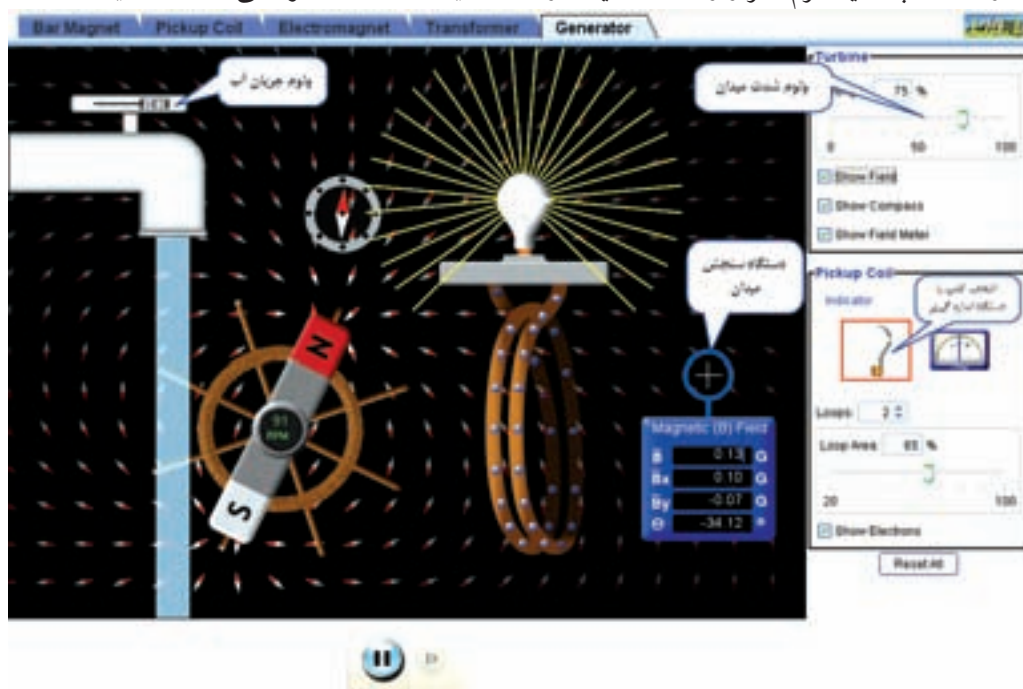 Bar Magnet
Pickup Coil
Electromagnet
Transformer
Generator
Turbine
75 %
0 50 100
Show Field
Show Compass
Show Field Meter
ولوم جریان آب
ولوم شدت میدان
دستگاه سنجش
میدان
Pickup Coil
Indicator
Loops 2
Loop Area 65 %
20 100
Show Electrons
Reset All
N
91
RPM
S
Magnetic (B) Field
B 0.13 G
Bx 0.10 G
By -0.07 G
Θ -34.12 °